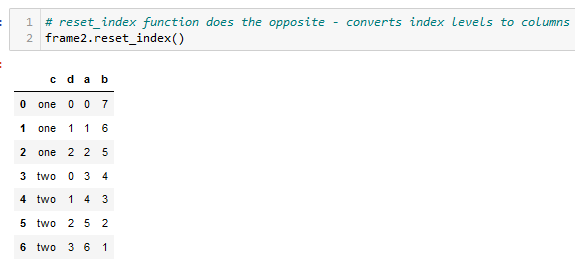 1 # reset_index function does the opposite - converts index levels to columns
2 frame2.reset_index()
c d a b
0 one 0 0 7
1 one 1 1 6
2 one 2 2 5
3 two 0 3 4
4 two 1 4 3
5 two 2 5 2
6 two 3 6 1